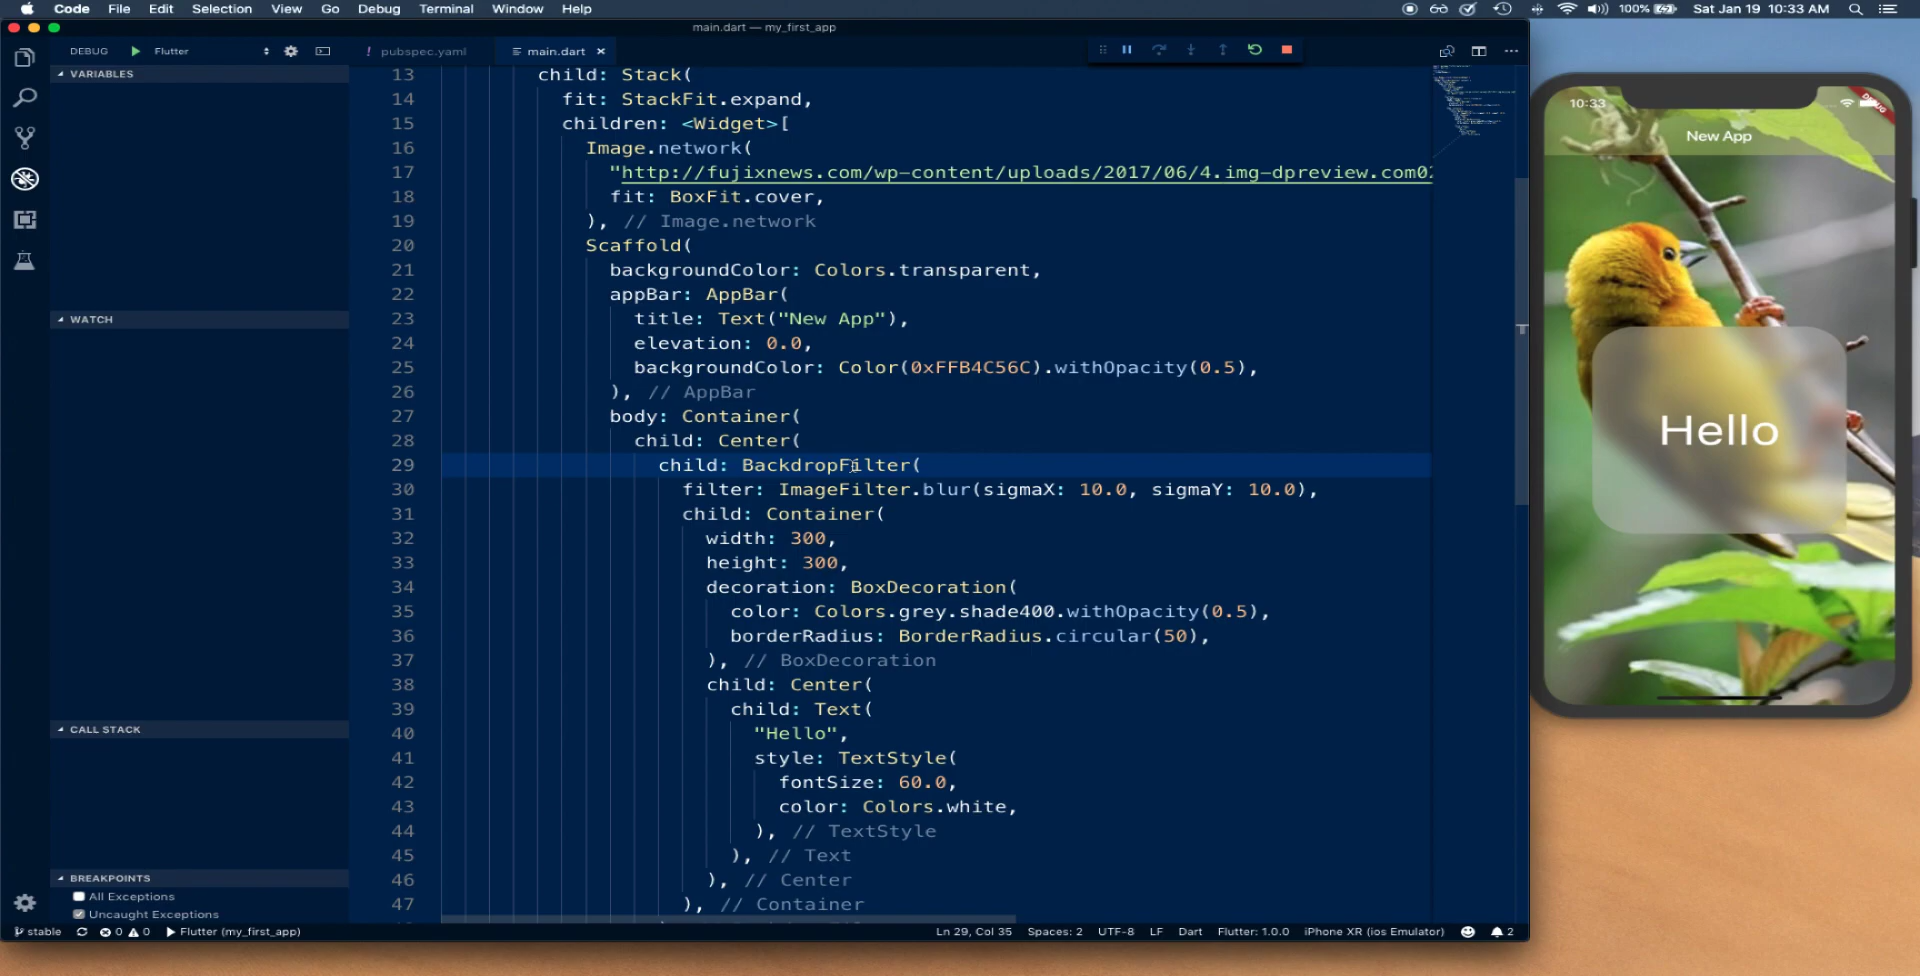 Code File Edit Selection View Go Debug Terminal Window Help 100% Sat Jan 19 10:33 AM
main.dart — my_first_app
DEBUG Flutter
pubspec.yaml
main.dart
VARIABLES
WATCH
CALL STACK
BREAKPOINTS
All Exceptions
Uncaught Exceptions
13 child: Stack(
14 fit: StackFit.expand,
15 children: <Widget>[
16 Image.network(
17 "http://fujixnews.com/wp-content/uploads/2017/06/4.img-dpreview.com0
18 fit: BoxFit.cover,
19 ), // Image.network
20 Scaffold(
21 backgroundColor: Colors.transparent,
22 appBar: AppBar(
23 title: Text("New App"),
24 elevation: 0.0,
25 backgroundColor: Color(0xFFB4C56C).withOpacity(0.5),
26 ), // AppBar
27 body: Container(
28 child: Center(
29 child: BackdropFilter(
30 filter: ImageFilter.blur(sigmaX: 10.0, sigmaY: 10.0),
31 child: Container(
32 width: 300,
33 height: 300,
34 decoration: BoxDecoration(
35 color: Colors.grey.shade400.withOpacity(0.5),
36 borderRadius: BorderRadius.circular(50),
37 ), // BoxDecoration
38 child: Center(
39 child: Text(
40 "Hello",
41 style: TextStyle(
42 fontSize: 60.0,
43 color: Colors.white,
44 ), // TextStyle
45 ), // Text
46 ), // Center
47 ), // Container
stable 0 0 Flutter (my_first_app) Ln 29, Col 35 Spaces: 2 UTF-8 LF Dart Flutter: 1.0.0 iPhone XR (ios Emulator) 2
10:33
DEBUG
New App
Hello